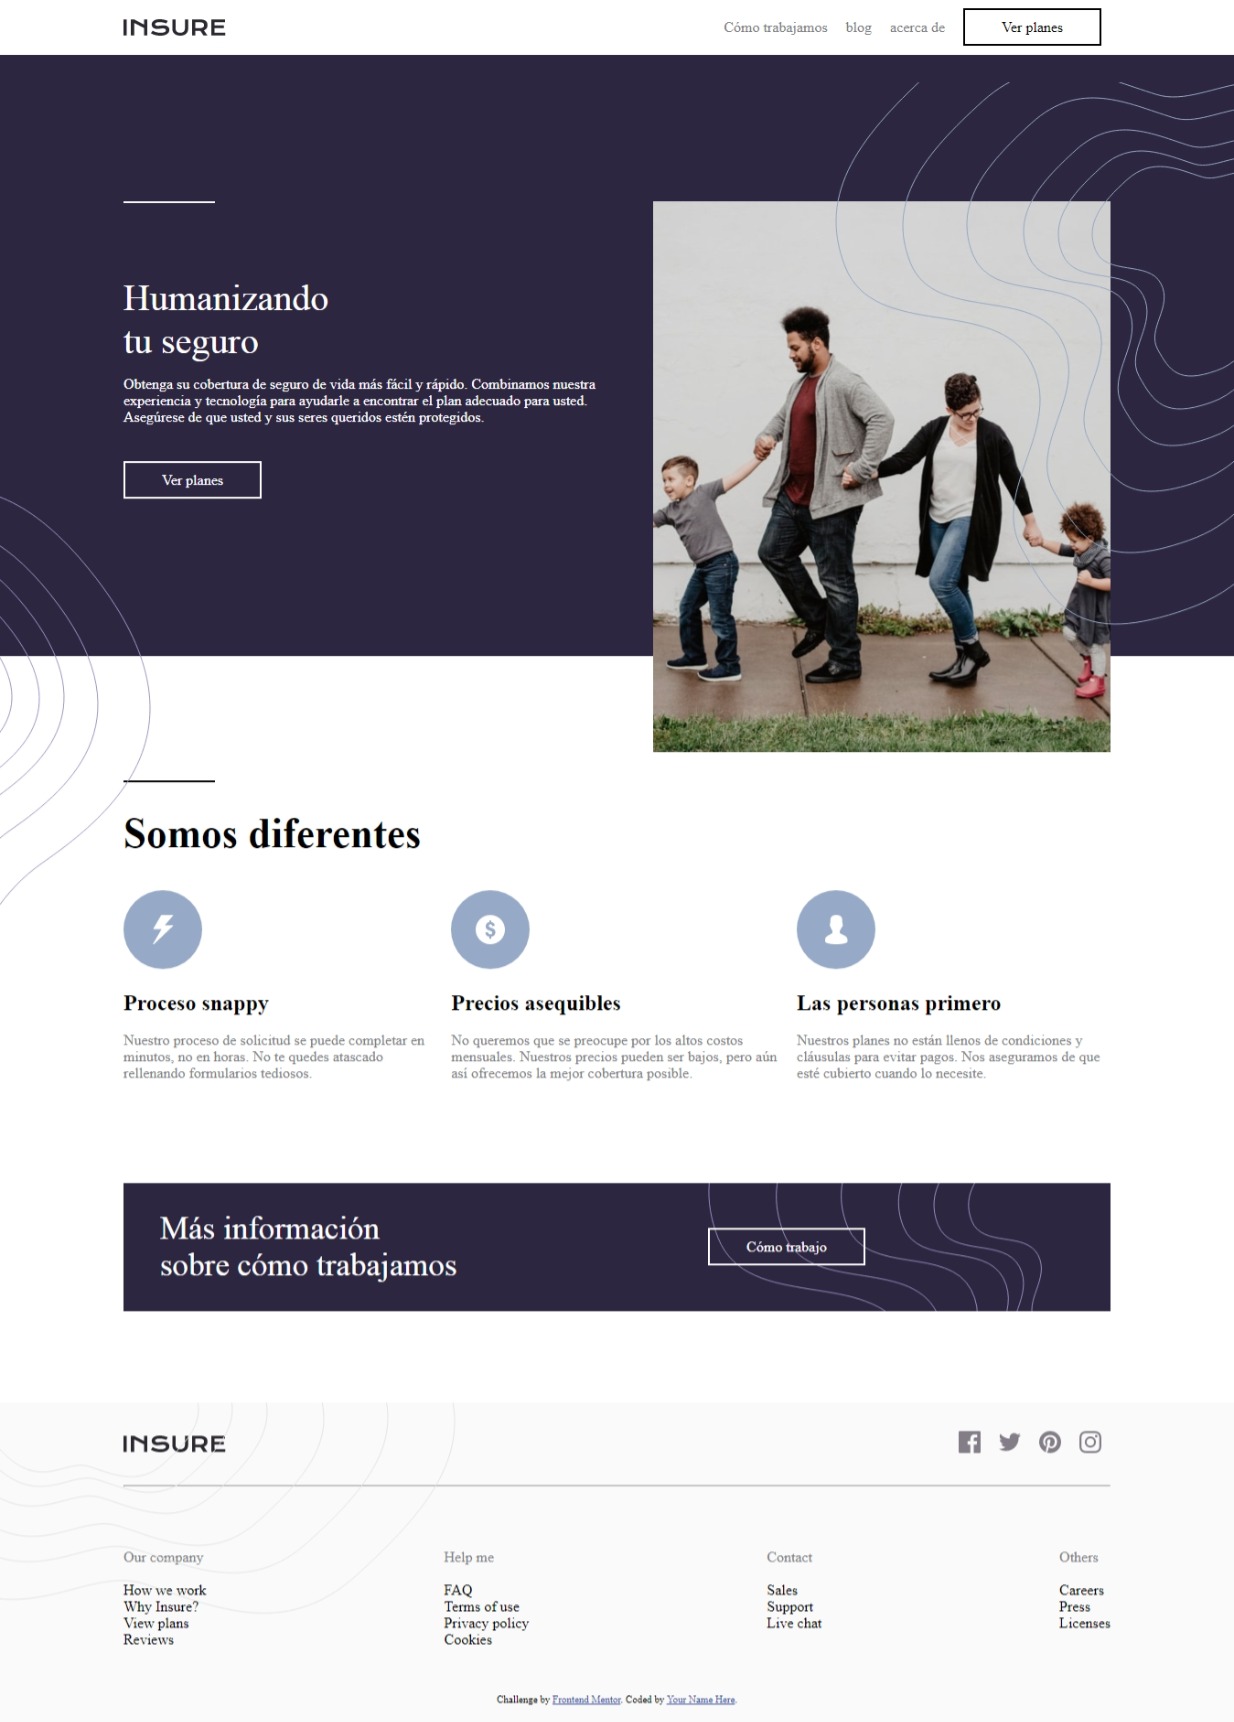 INSURE
Cómo trabajamos blog acerca de Ver planes
Humanizando
tu seguro
Obtenga su cobertura de seguro de vida más fácil y rápido. Combinamos nuestra
experiencia y tecnología para ayudarle a encontrar el plan adecuado para usted.
Asegúrese de que usted y sus seres queridos estén protegidos.
Ver planes
Somos diferentes
Proceso snappy
Nuestro proceso de solicitud se puede completar en
minutos, no en horas. No te quedes atascado
rellenando formularios tediosos.
Precios asequibles
No queremos que se preocupe por los altos costos
mensuales. Nuestros precios pueden ser bajos, pero aún
así ofrecemos la mejor cobertura posible.
Las personas primero
Nuestros planes no están llenos de condiciones y
cláusulas para evitar pagos. Nos aseguramos de que
esté cubierto cuando lo necesite.
Más información
sobre cómo trabajamos
Cómo trabajo
INSURE
Our company
How we work
Why Insure?
View plans
Reviews
Help me
FAQ
Terms of use
Privacy policy
Cookies
Contact
Sales
Support
Live chat
Others
Careers
Press
Licenses
Challenge by Frontend Mentor. Coded by Your Name Here.